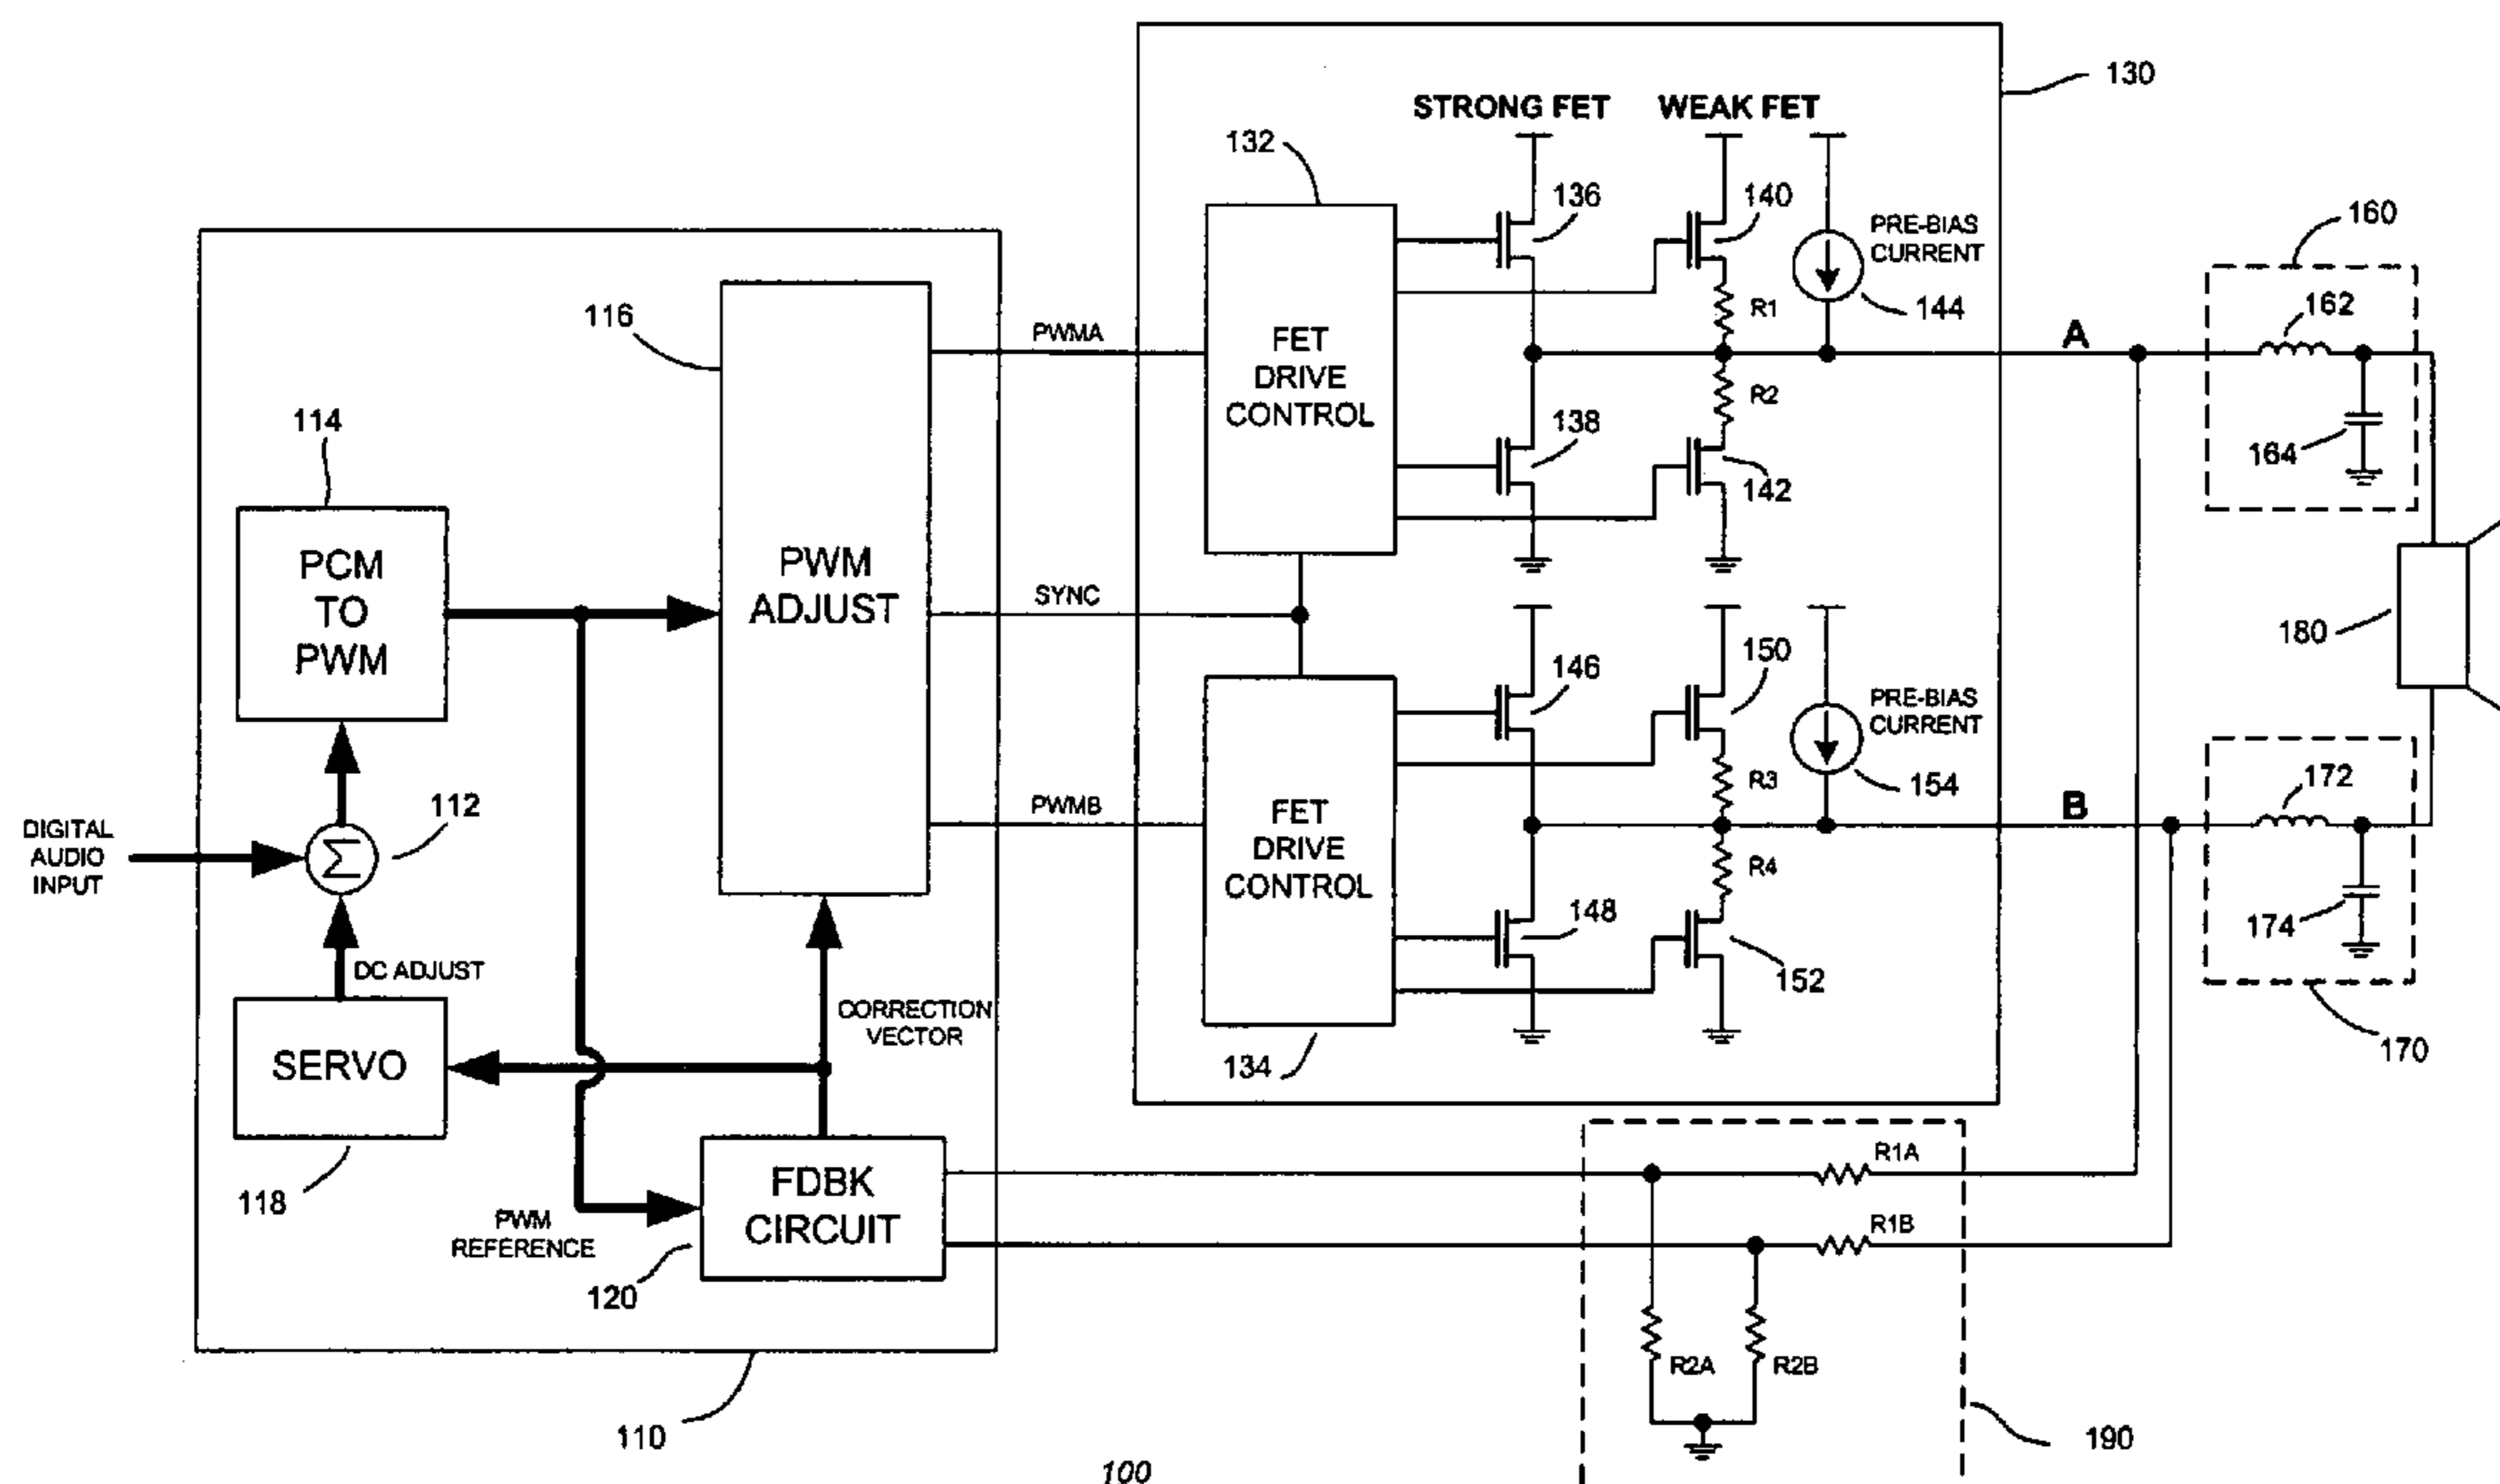 130
STRONG FET
WEAK FET
132
136
140
PRE-BIAS
CURRENT
144
160
162
164
116
PWMA
FET
DRIVE
CONTROL
R1
A
R2
138
142
114
PCM
TO
PWM
PWM
ADJUST
SYNC
180
146
150
PRE-BIAS
CURRENT
154
172
174
DIGITAL
AUDIO
INPUT
Σ
112
PWMB
FET
DRIVE
CONTROL
R3
B
R4
148
152
DC ADJUST
CORRECTION
VECTOR
SERVO
134
170
118
FDBK
CIRCUIT
PWM
REFERENCE
120
R1A
R1B
R2A
R2B
110
190
100